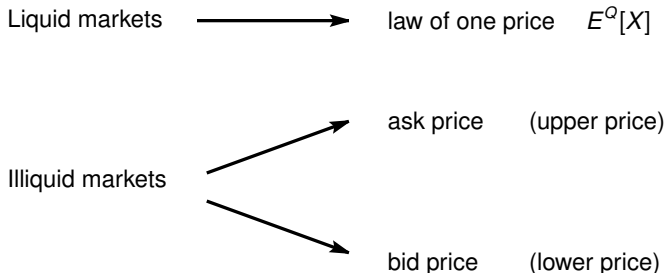 Liquid markets law of one price E^Q[X]
ask price (upper price)
Illiquid markets
bid price (lower price)